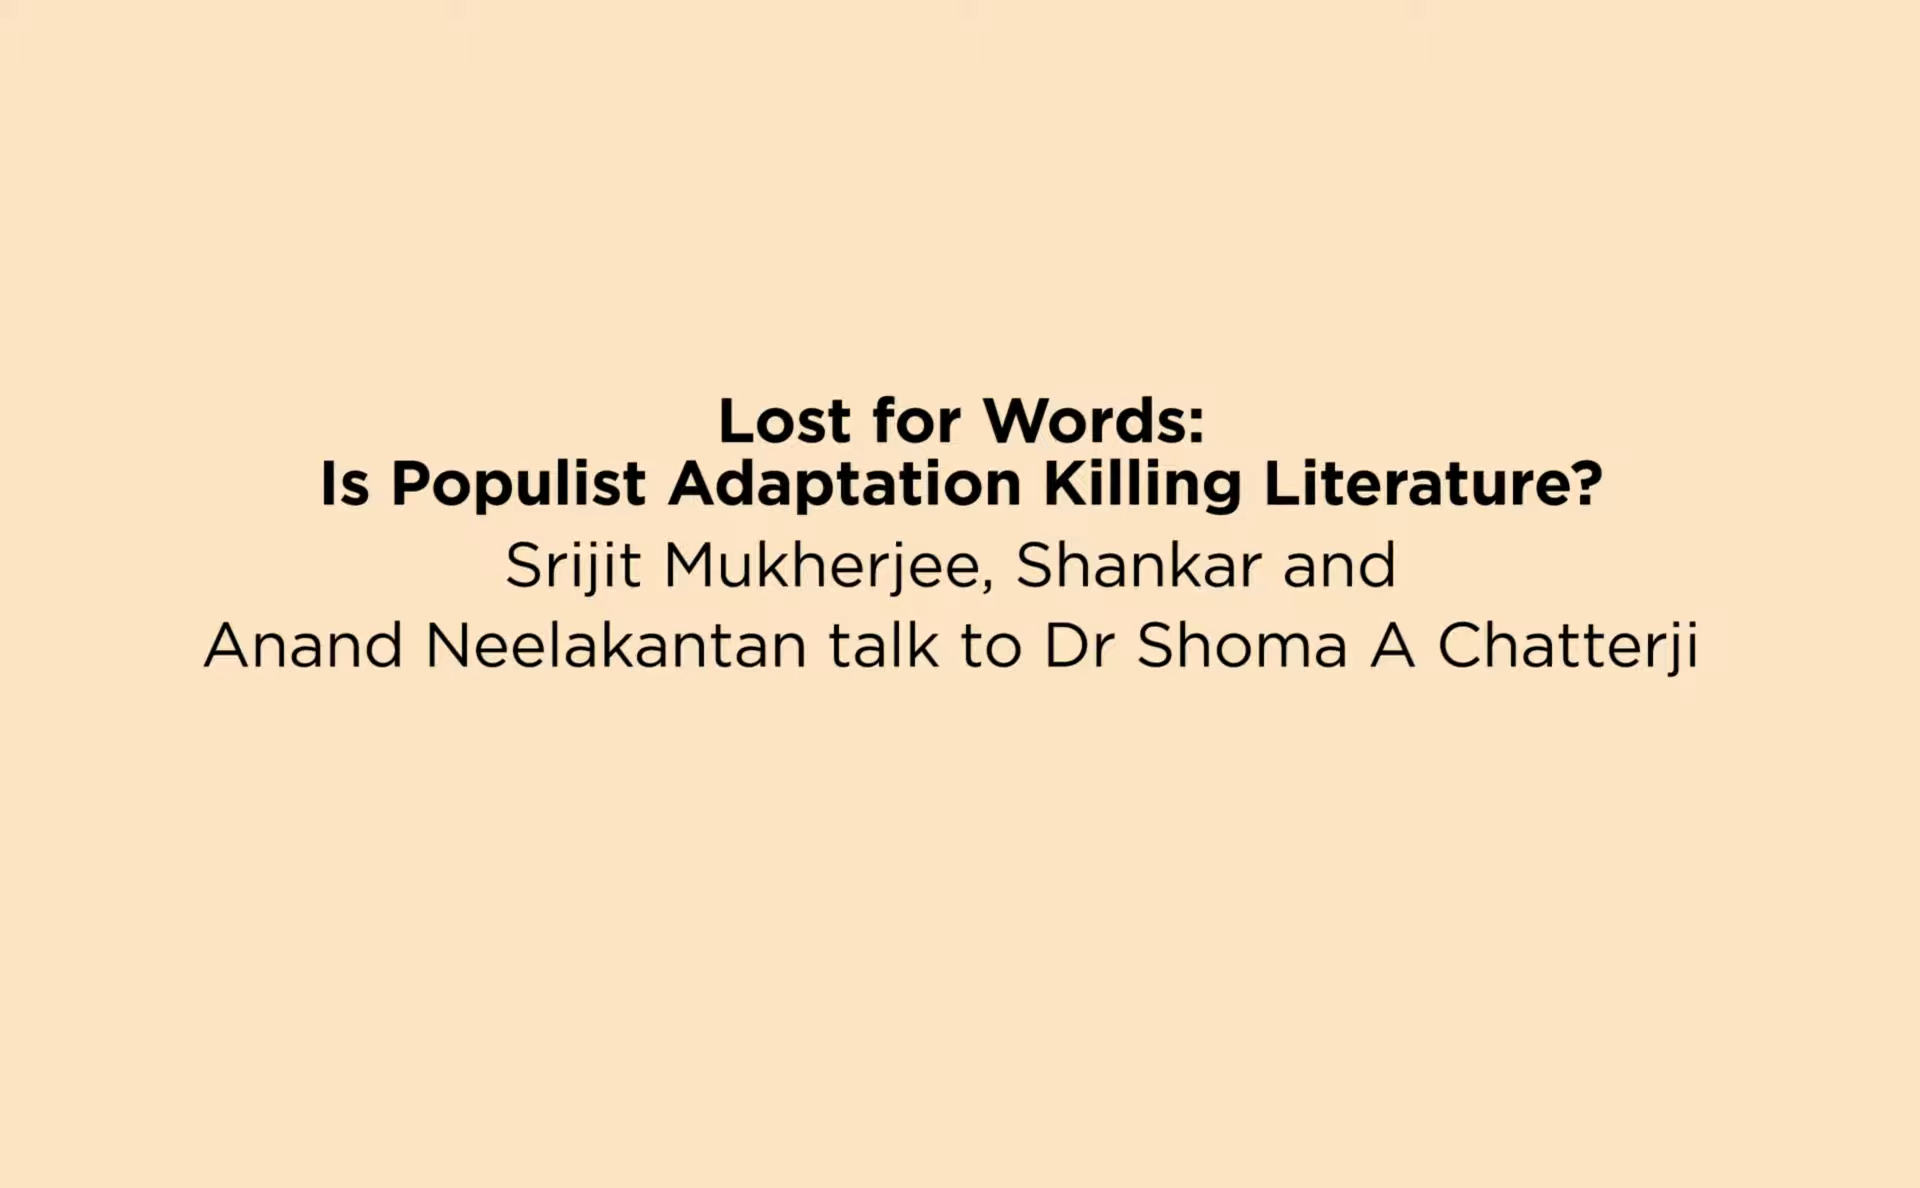 Lost for Words:
Is Populist Adaptation Killing Literature?
Srijit Mukherjee, Shankar and
Anand Neelakantan talk to Dr Shoma A Chatterji